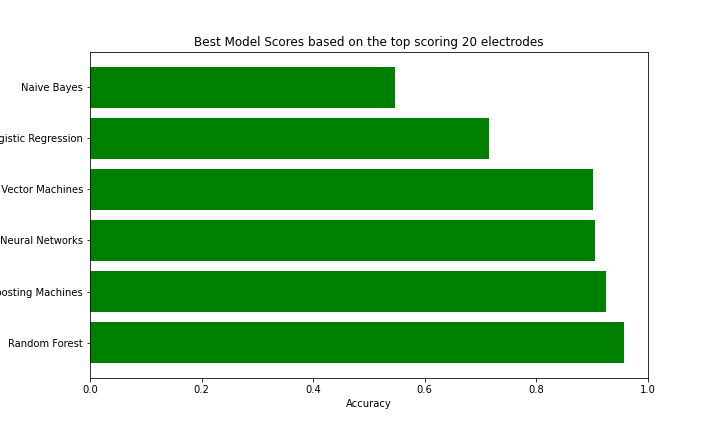 Best Model Scores based on the top scoring 20 electrodes
Naive Bayes
gistic Regression
Vector Machines
Neural Networks
osting Machines
Random Forest
0.0 0.2 0.4 0.6 0.8 1.0
Accuracy